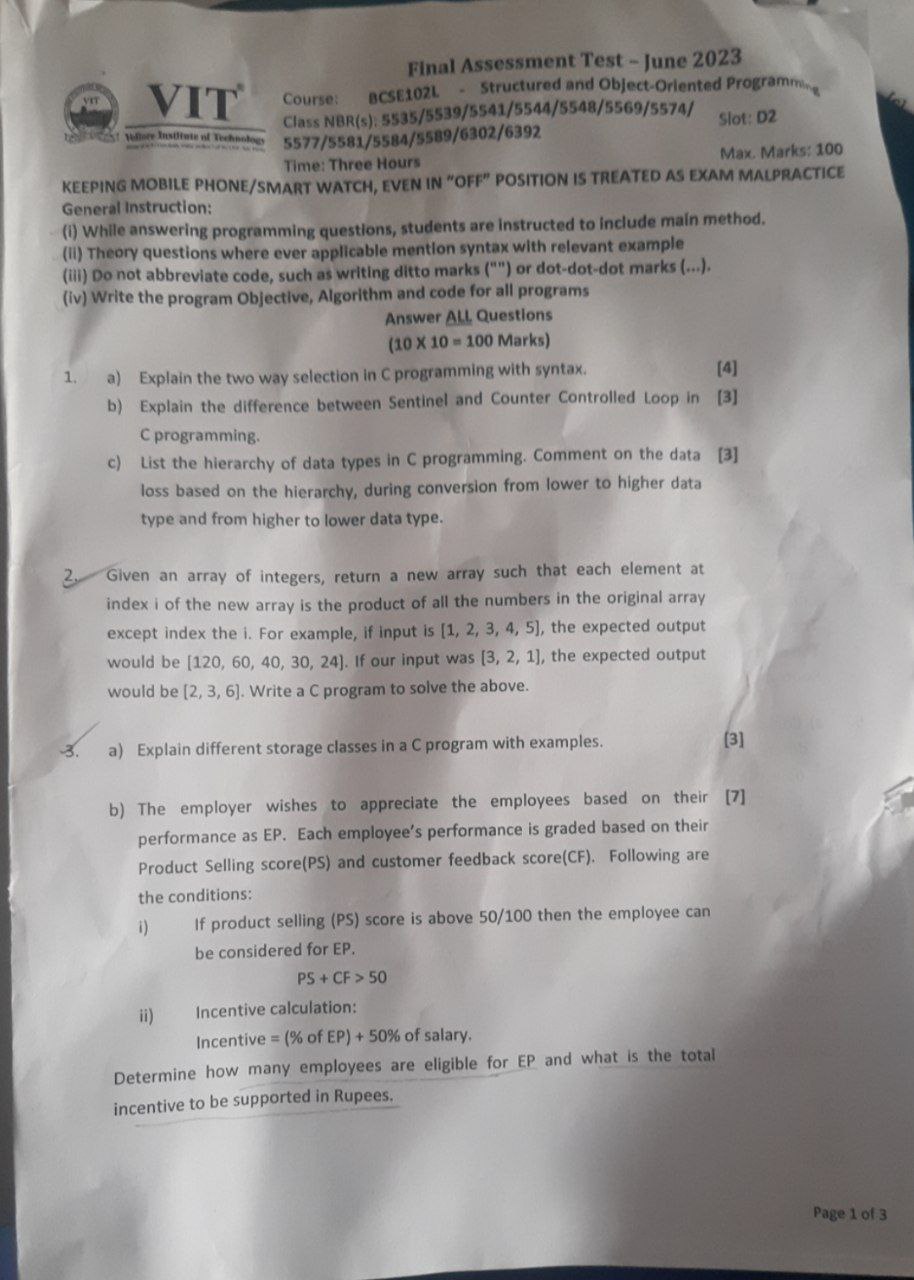 Final Assessment Test – June 2023
VIT
Vellore Institute of Technology
Course: BCSE102L - Structured and Object-Oriented Programming
Class NBR(s): 5535/5539/5541/5544/5548/5569/5574/
5577/5581/5584/5589/6302/6392
Slot: D2
Time: Three Hours
Max. Marks: 100
KEEPING MOBILE PHONE/SMART WATCH, EVEN IN "OFF" POSITION IS TREATED AS EXAM MALPRACTICE
General Instruction:
(i) While answering programming questions, students are instructed to include main method.
(ii) Theory questions where ever applicable mention syntax with relevant example
(iii) Do not abbreviate code, such as writing ditto marks ("") or dot-dot-dot marks (...).
(iv) Write the program Objective, Algorithm and code for all programs
Answer ALL Questions
(10 X 10 = 100 Marks)
1. a) Explain the two way selection in C programming with syntax. [4]
b) Explain the difference between Sentinel and Counter Controlled Loop in [3]
C programming.
c) List the hierarchy of data types in C programming. Comment on the data [3]
loss based on the hierarchy, during conversion from lower to higher data
type and from higher to lower data type.
2. Given an array of integers, return a new array such that each element at
index i of the new array is the product of all the numbers in the original array
except index the i. For example, if input is [1, 2, 3, 4, 5], the expected output
would be [120, 60, 40, 30, 24]. If our input was [3, 2, 1], the expected output
would be [2, 3, 6]. Write a C program to solve the above.
3. a) Explain different storage classes in a C program with examples. [3]
b) The employer wishes to appreciate the employees based on their [7]
performance as EP. Each employee's performance is graded based on their
Product Selling score(PS) and customer feedback score(CF). Following are
the conditions:
i) If product selling (PS) score is above 50/100 then the employee can
be considered for EP.
PS + CF > 50
ii) Incentive calculation:
Incentive = (% of EP) + 50% of salary.
Determine how many employees are eligible for EP and what is the total
incentive to be supported in Rupees.
Page 1 of 3